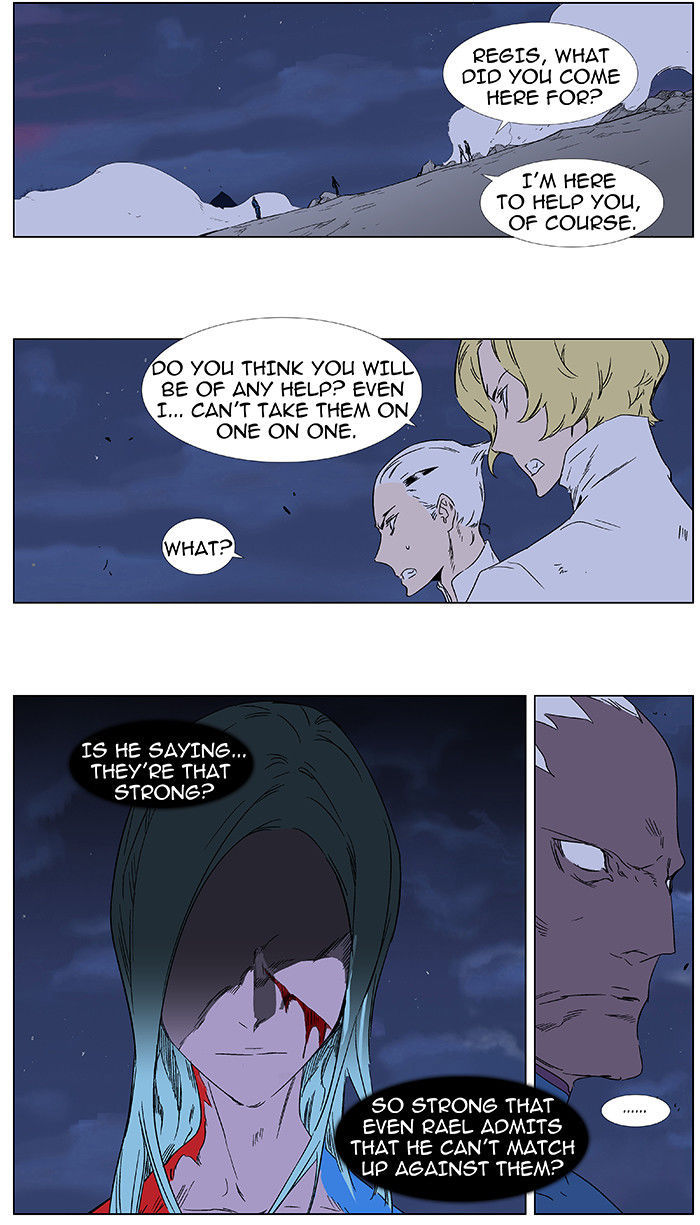 REGIS, WHAT
DID YOU COME
HERE FOR?
I'M HERE
TO HELP YOU,
OF COURSE.
DO YOU THINK YOU WILL
BE OF ANY HELP? EVEN
I... CAN'T TAKE THEM ON
ONE ON ONE.
WHAT?
IS HE SAYING...
THEY'RE THAT
STRONG?
SO STRONG THAT
EVEN RAEL ADMITS
THAT HE CAN'T MATCH
UP AGAINST THEM?
......